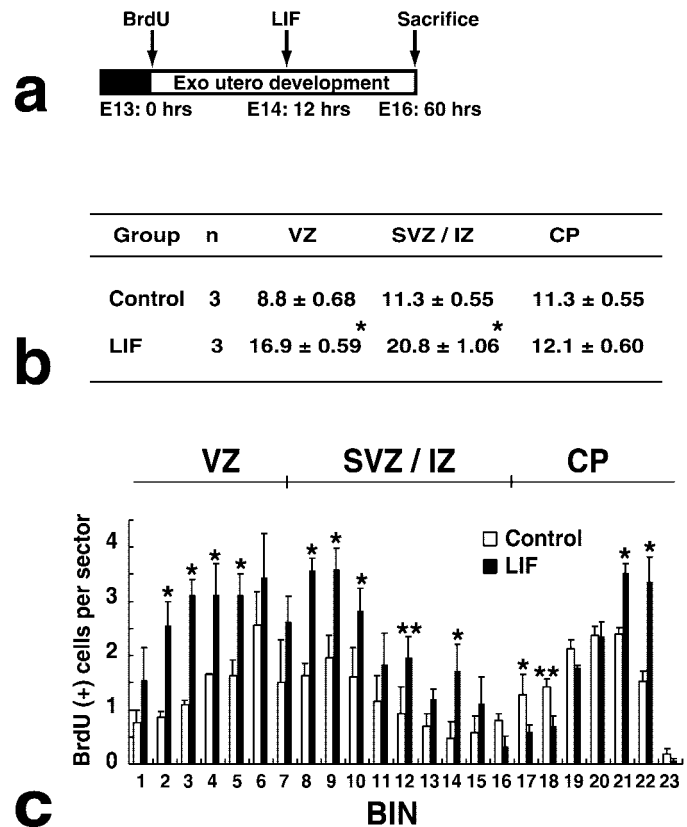 BrdU LIF Sacrifice
Exo utero development
a
E13: 0 hrs E14: 12 hrs E16: 60 hrs
Group n VZ SVZ / IZ CP
Control 3 8.8 ± 0.68 11.3 ± 0.55 11.3 ± 0.55
* *
LIF 3 16.9 ± 0.59 20.8 ± 1.06 12.1 ± 0.60
b
VZ SVZ / IZ CP
BrdU (+) cells per sector
4
3
2
1
0
Control
LIF
* * * * * * * ** * * ** * *
1 2 3 4 5 6 7 8 9 10 11 12 13 14 15 16 17 18 19 20 21 22 23
BIN
c